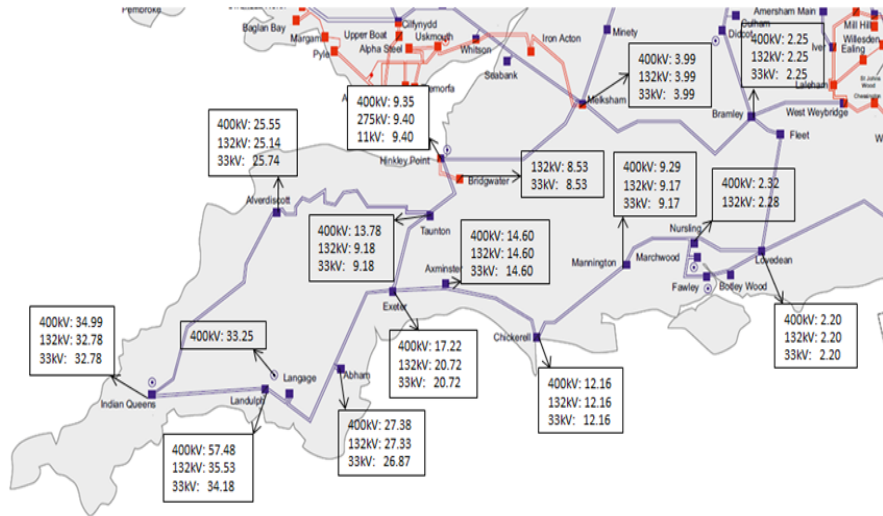 Pembroke
Cilfynydd
Baglan Bay
Margam
Pyle
Upper Boat
Alpha Steel
Uskmouth
Whitson
Iron Acton
Seabank
Minety
Culham
Didcot
Amersham Main
Mill Hill
Willesden
Iver
Ealing
St Johns
Wood
Laleham
Chessington
West Weybridge
400kV: 2.25
132kV: 2.25
33kV: 2.25
Bramley
Fleet
400kV: 3.99
132kV: 3.99
33kV: 3.99
Melksham
400kV: 9.35
275kV: 9.40
11kV: 9.40
Hinkley Point
Bridgwater
132kV: 8.53
33kV: 8.53
400kV: 25.55
132kV: 25.14
33kV: 25.74
Alverdiscott
400kV: 13.78
132kV: 9.18
33kV: 9.18
Taunton
400kV: 14.60
132kV: 14.60
33kV: 14.60
Axminster
400kV: 9.29
132kV: 9.17
33kV: 9.17
Mannington
400kV: 2.32
132kV: 2.28
Nursling
Marchwood
Fawley
Botley Wood
Lovedean
Exeter
400kV: 17.22
132kV: 20.72
33kV: 20.72
Chickerell
400kV: 12.16
132kV: 12.16
33kV: 12.16
400kV: 2.20
132kV: 2.20
33kV: 2.20
400kV: 34.99
132kV: 32.78
33kV: 32.78
Indian Queens
400kV: 33.25
Langage
Landulph
Abham
400kV: 57.48
132kV: 35.53
33kV: 34.18
400kV: 27.38
132kV: 27.33
33kV: 26.87